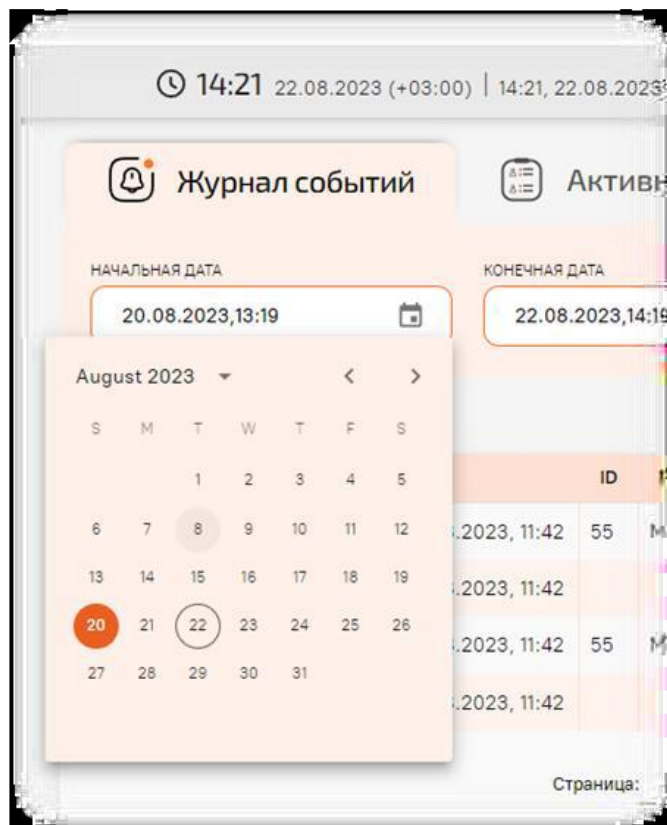 14:21 22.08.2023 (+03:00) | 14:21, 22.08.2023
Журнал событий
НАЧАЛЬНАЯ ДАТА КОНЕЧНАЯ ДАТА
20.08.2023,13:19 22.08.2023,14:19
August 2023
S M T W T F S
1 2 3 4 5
ID
6 7 8 9 10 11 12
.2023, 11:42 55
13 14 15 16 17 18 19
.2023, 11:42
20 21 22 23 24 25 26
.2023, 11:42 55
27 28 29 30 31
.2023, 11:42
Страница: